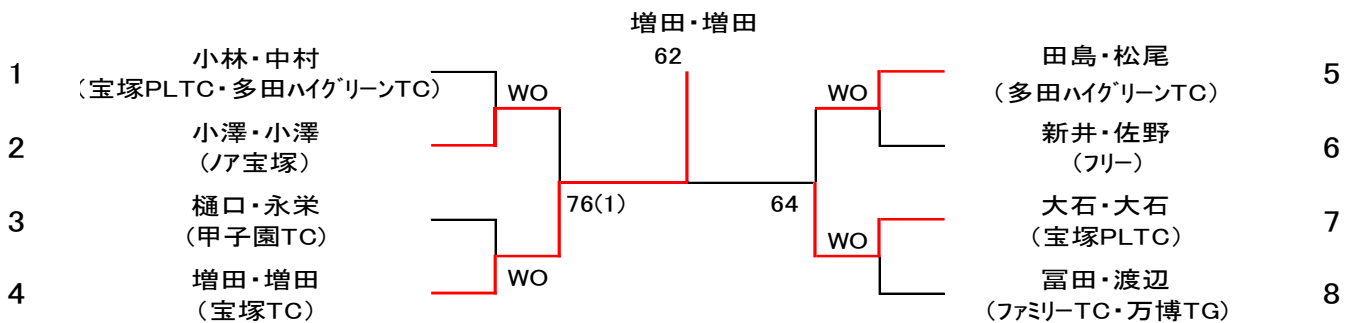 増田・増田
62
1
小林・中村
(宝塚PLTC・多田ハイグリーンTC)
WO
2
小澤・小澤
(ノア宝塚)
3
樋口・永栄
(甲子園TC)
76(1)
4
増田・増田
(宝塚TC)
WO
田島・松尾
(多田ハイグリーンTC)
5
WO
新井・佐野
(フリー)
6
64
大石・大石
(宝塚PLTC)
7
WO
冨田・渡辺
(ファミリーTC・万博TG)
8